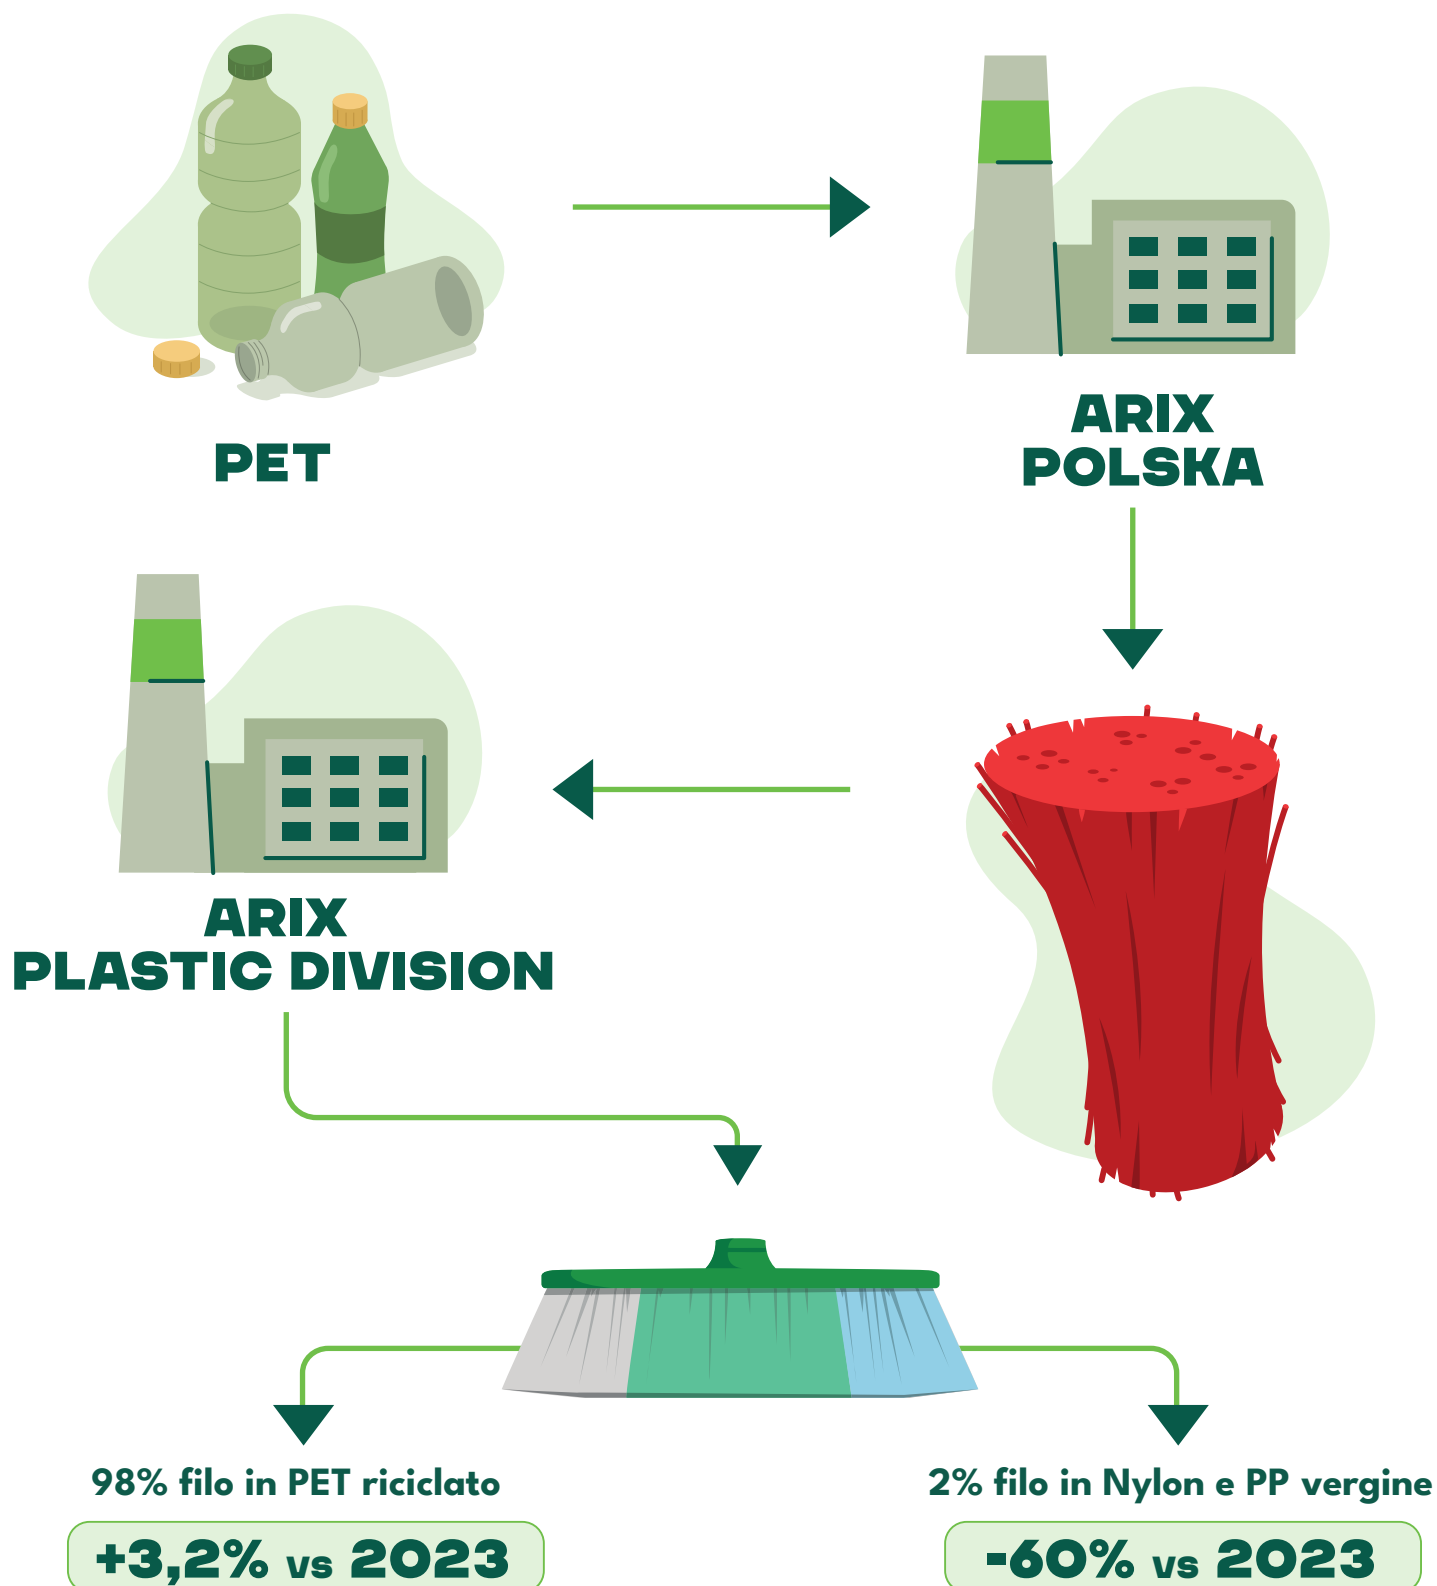 PET
ARIX
POLSKA
ARIX
PLASTIC DIVISION
98% filo in PET riciclato
+3,2% vs 2023
2% filo in Nylon e PP vergine
-60% vs 2023